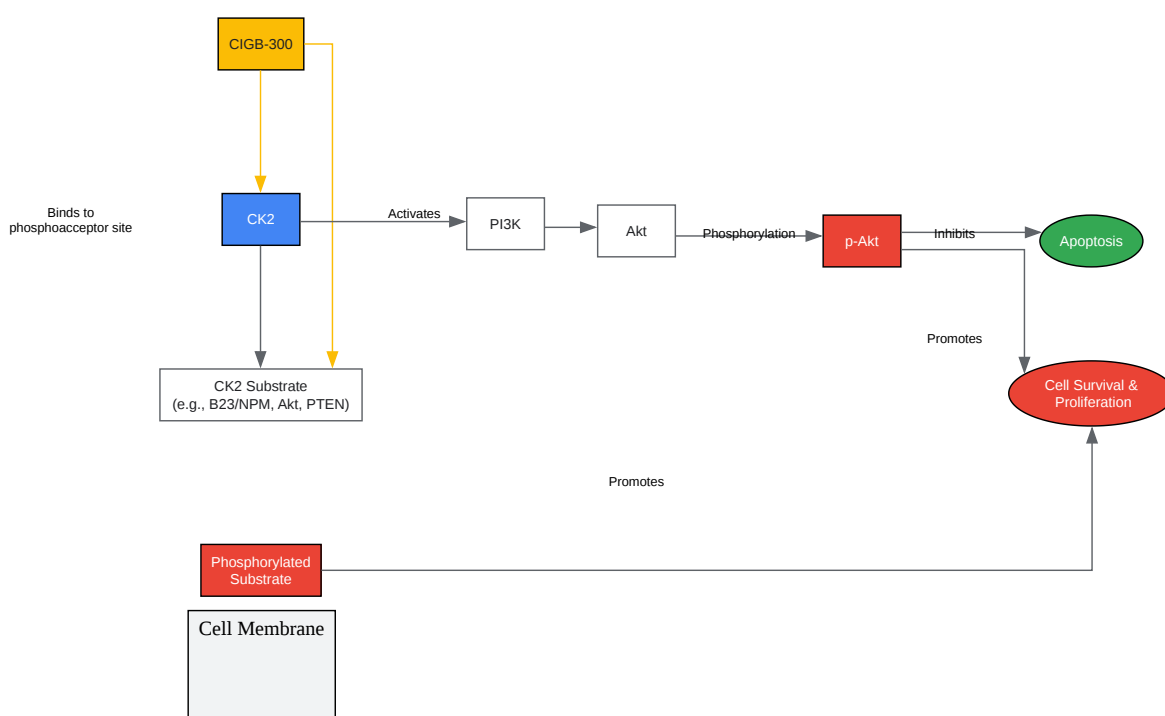 CIGB-300
Binds to
phosphoacceptor site
CK2
Activates
PI3K
Akt
Phosphorylation
p-Akt
Inhibits
Apoptosis
Promotes
CK2 Substrate
(e.g., B23/NPM, Akt, PTEN)
Cell Survival &
Proliferation
Promotes
Phosphorylated
Substrate
Cell Membrane